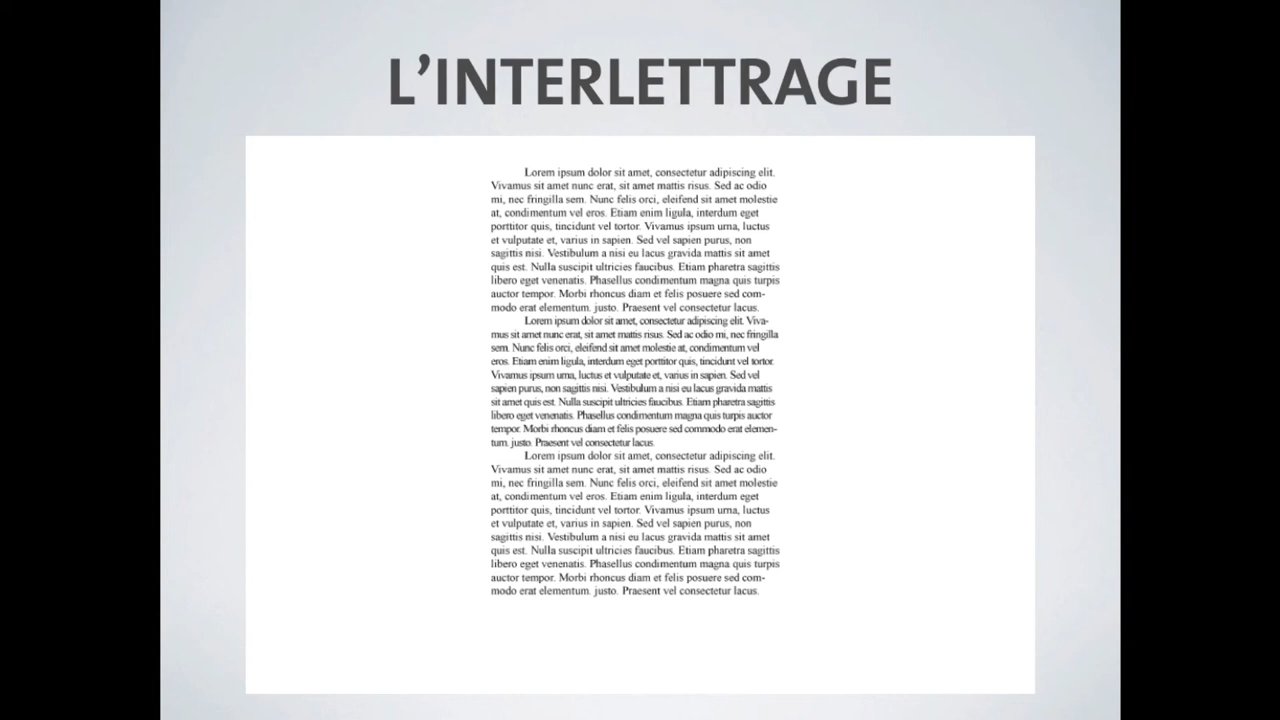 L’INTERLETTRAGE
Lorem ipsum dolor sit amet, consectetur adipiscing elit.
Vivamus sit amet nunc erat, sit amet mattis risus. Sed ac odio
mi, nec fringilla sem. Nunc felis orci, eleifend sit amet molestie
at, condimentum vel eros. Etiam enim ligula, interdum eget
porttitor quis, tincidunt vel tortor. Vivamus ipsum urna, luctus
et vulputate et, varius in sapien. Sed vel sapien purus, non
sagittis nisi. Vestibulum a nisi eu lacus gravida mattis sit amet
quis est. Nulla suscipit ultricies faucibus. Etiam pharetra sagittis
libero eget venenatis. Phasellus condimentum magna quis turpis
auctor tempor. Morbi rhoncus diam et felis posuere sed com-
modo erat elementum. justo. Praesent vel consectetur lacus.
Lorem ipsum dolor sit amet, consectetur adipiscing elit. Viva-
mus sit amet nunc erat, sit amet mattis risus. Sed ac odio mi, nec fringilla
sem. Nunc felis orci, eleifend sit amet molestie at, condimentum vel
eros. Etiam enim ligula, interdum eget porttitor quis, tincidunt vel tortor.
Vivamus ipsum urna, luctus et vulputate et, varius in sapien. Sed vel
sapien purus, non sagittis nisi. Vestibulum a nisi eu lacus gravida mattis
sit amet quis est. Nulla suscipit ultricies faucibus. Etiam pharetra sagittis
libero eget venenatis. Phasellus condimentum magna quis turpis auctor
tempor. Morbi rhoncus diam et felis posuere sed commodo erat elemen-
tum. justo. Praesent vel consectetur lacus.
Lorem ipsum dolor sit amet, consectetur adipiscing elit.
Vivamus sit amet nunc erat, sit amet mattis risus. Sed ac odio
mi, nec fringilla sem. Nunc felis orci, eleifend sit amet molestie
at, condimentum vel eros. Etiam enim ligula, interdum eget
porttitor quis, tincidunt vel tortor. Vivamus ipsum urna, luctus
et vulputate et, varius in sapien. Sed vel sapien purus, non
sagittis nisi. Vestibulum a nisi eu lacus gravida mattis sit amet
quis est. Nulla suscipit ultricies faucibus. Etiam pharetra sagittis
libero eget venenatis. Phasellus condimentum magna quis turpis
auctor tempor. Morbi rhoncus diam et felis posuere sed com-
modo erat elementum. justo. Praesent vel consectetur lacus.